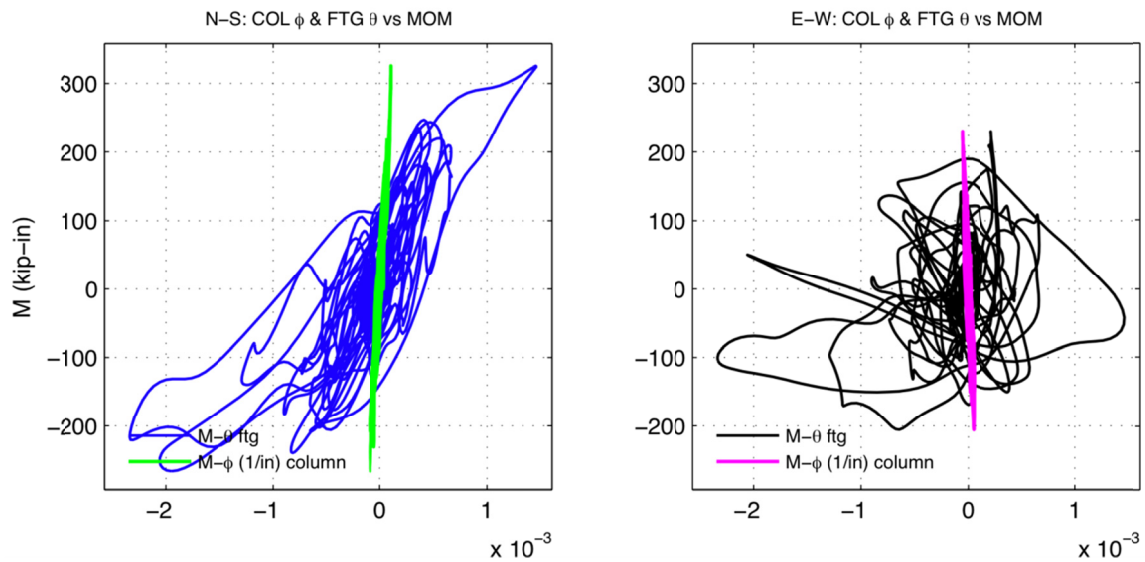 N−S: COL ϕ & FTG θ vs MOM
M (kip−in)
300
200
100
0
−100
−200
M−θ ftg
M−ϕ (1/in) column
−2
−1
0
1
x 10−3
E−W: COL ϕ & FTG θ vs MOM
300
200
100
0
−100
−200
M−θ ftg
M−ϕ (1/in) column
−2
−1
0
1
x 10−3